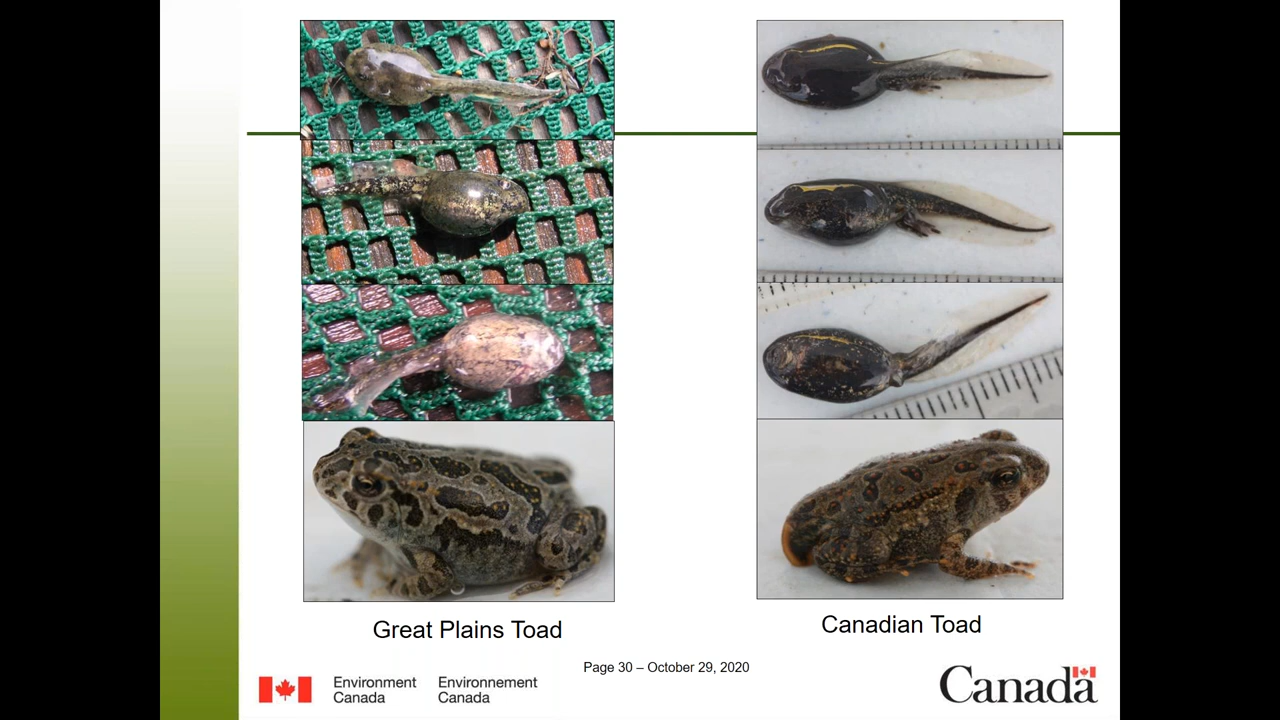 Great Plains Toad
Canadian Toad
Page 30 – October 29, 2020
Environment
Canada
Environnement
Canada
Canada